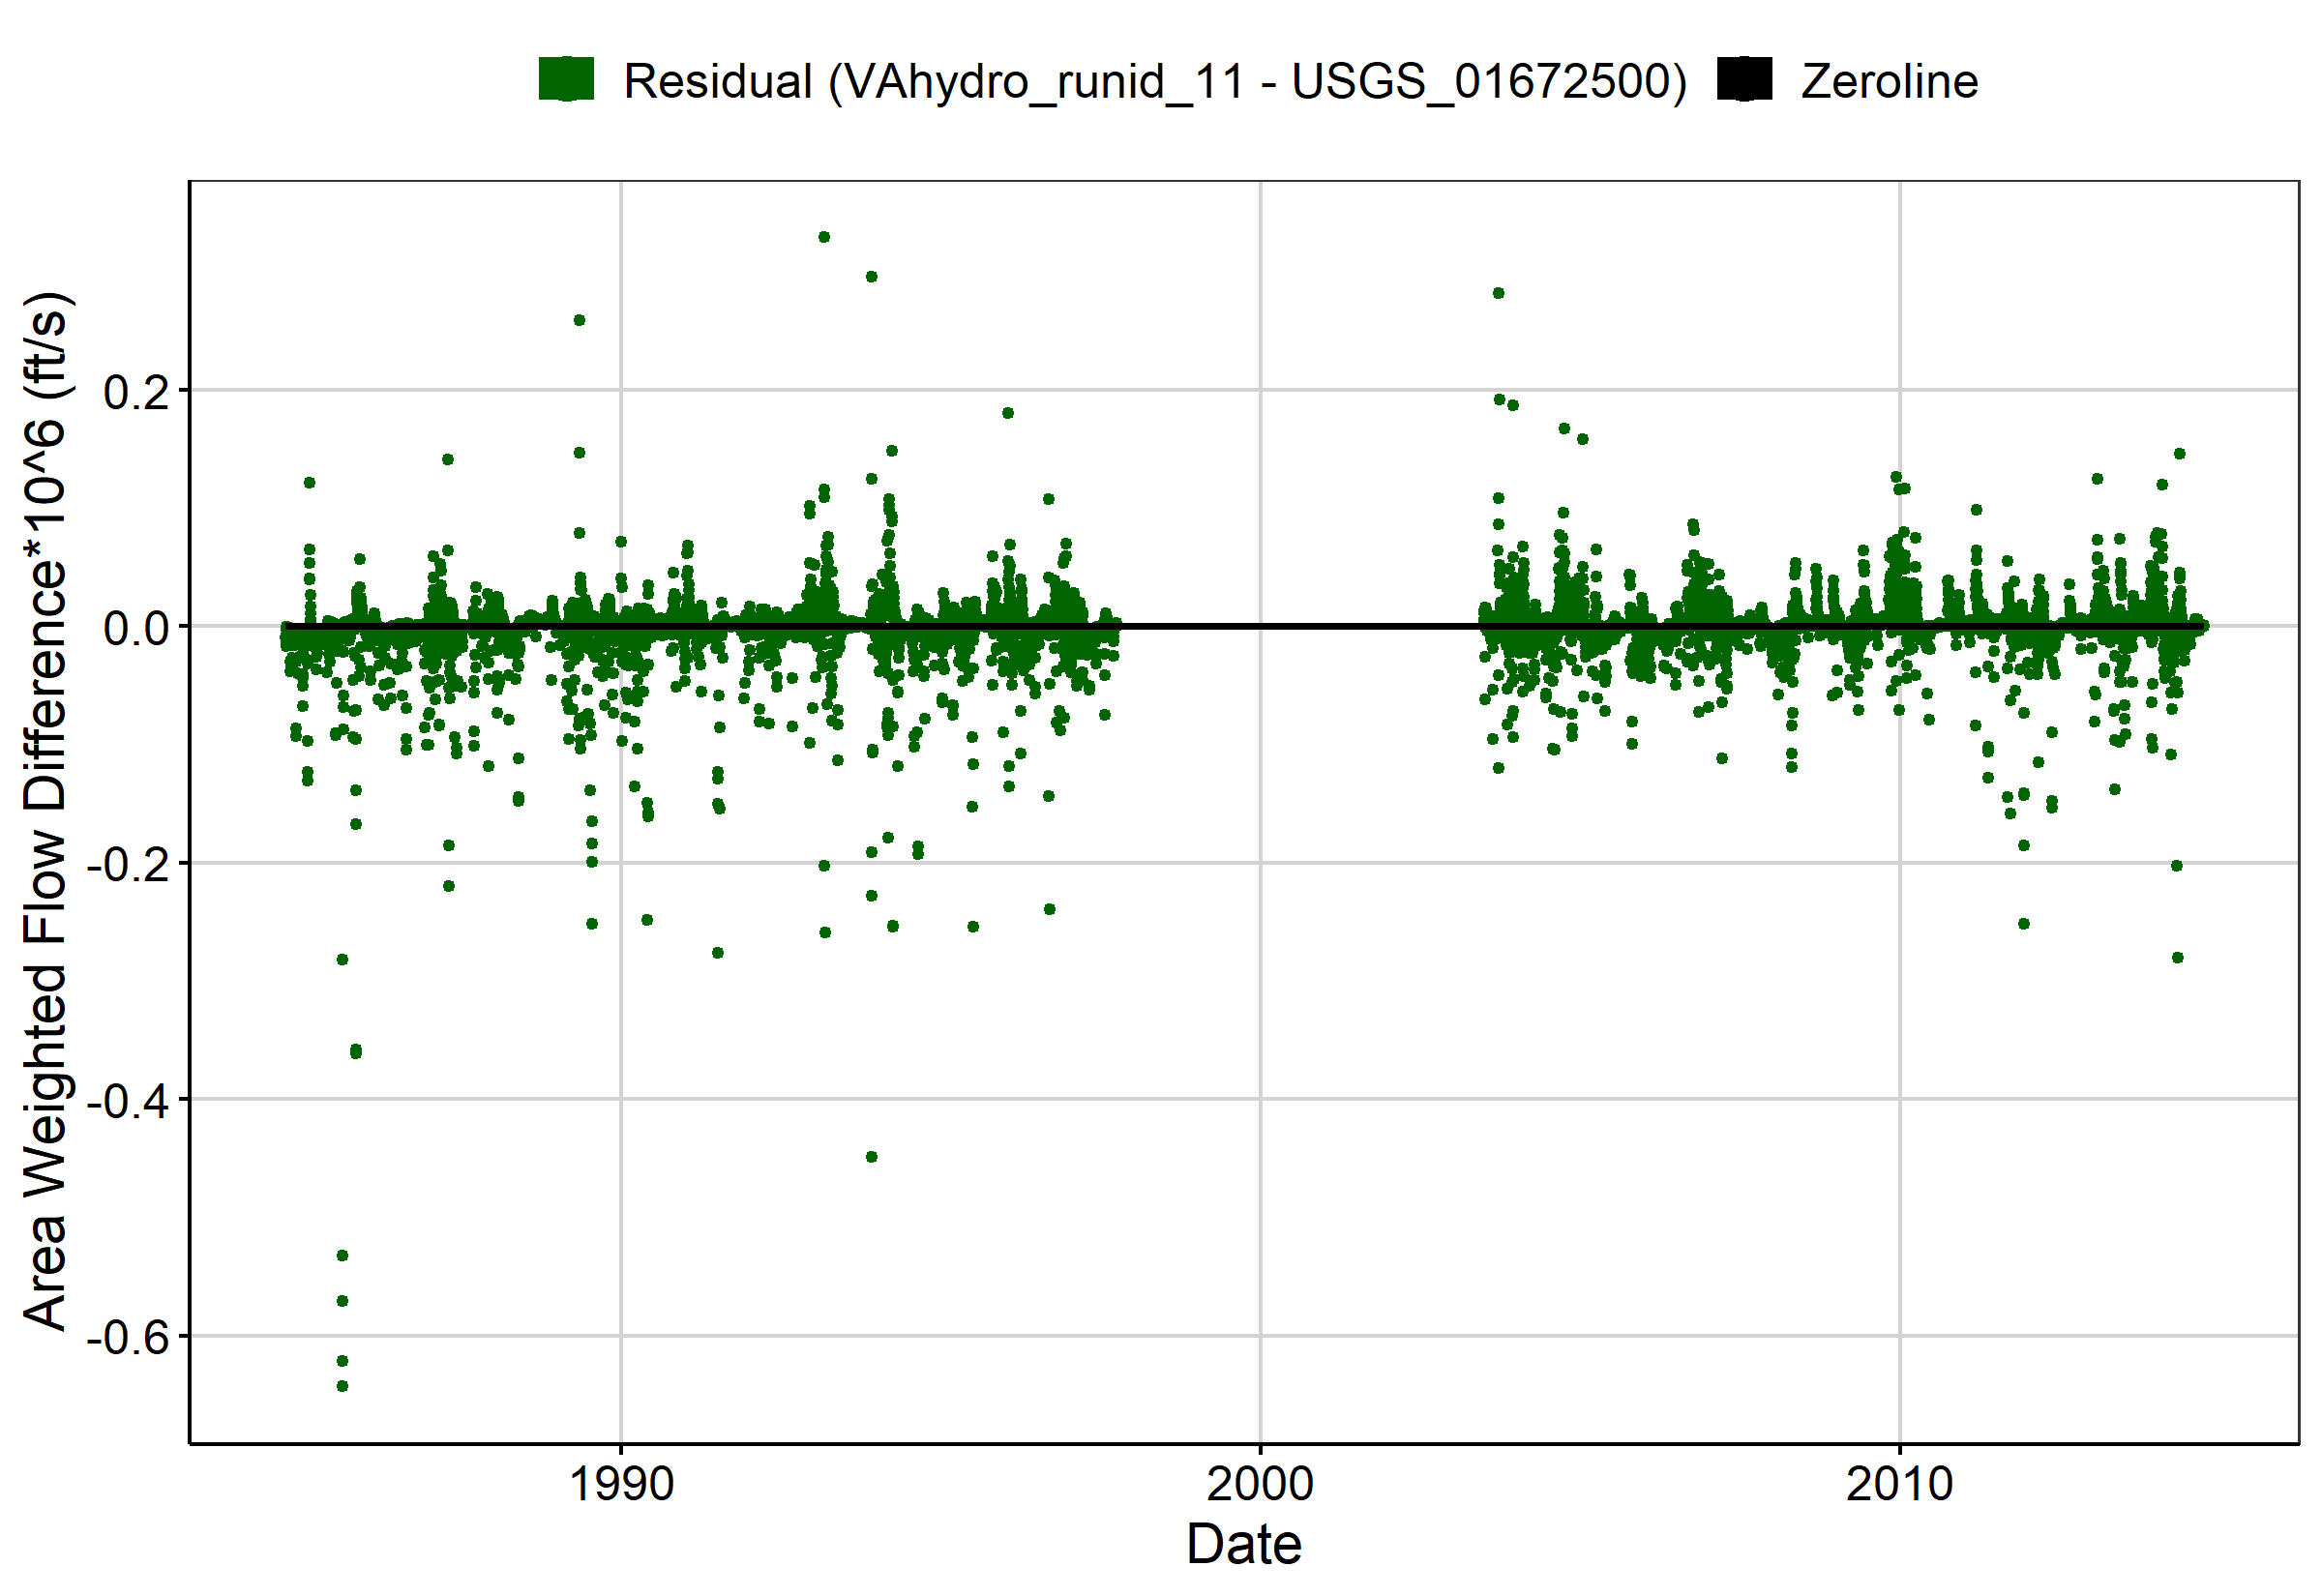 Residual (VAhydro_runid_11 - USGS_01672500) Zeroline
Area Weighted Flow Difference*10^6 (ft/s)
0.2
0.0
-0.2
-0.4
-0.6
1990 2000 2010
Date